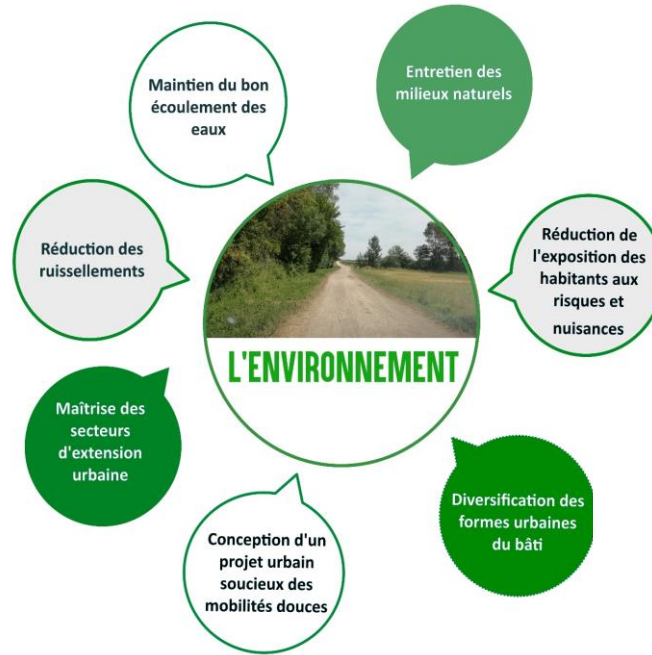 Maintien du bon
écoulement des
eaux
Entretien des
milieux naturels
Réduction des
ruissellements
Réduction de
l'exposition des
habitants aux
risques et
nuisances
L'ENVIRONNEMENT
Maîtrise des
secteurs
d'extension
urbaine
Diversification des
formes urbaines
du bâti
Conception d'un
projet urbain
soucieux des
mobilités douces